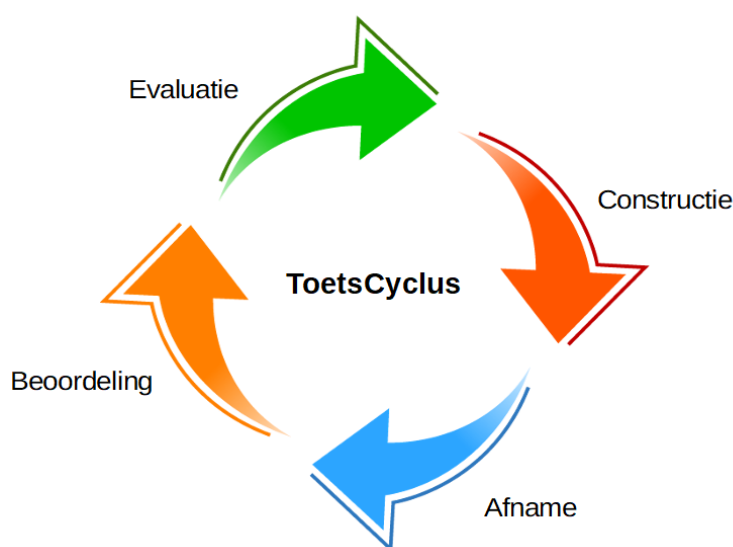 Evaluatie
Constructie
ToetsCyclus
Beoordeling
Afname